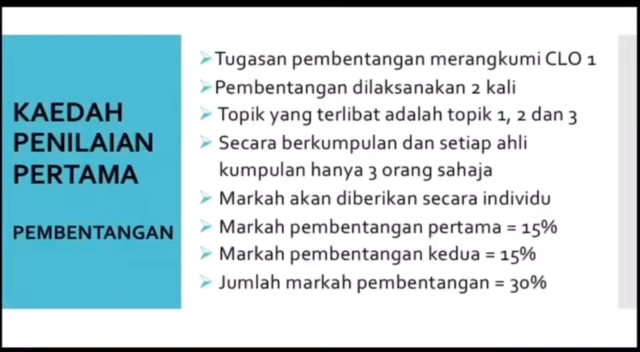 KAEDAH
PENILAIAN
PERTAMA
PEMBENTANGAN
Tugasan pembentangan merangkumi CLO 1
Pembentangan dilaksanakan 2 kali
Topik yang terlibat adalah topik 1, 2 dan 3
Secara berkumpulan dan setiap ahli
kumpulan hanya 3 orang sahaja
Markah akan diberikan secara individu
Markah pembentangan pertama = 15%
Markah pembentangan kedua = 15%
Jumlah markah pembentangan = 30%